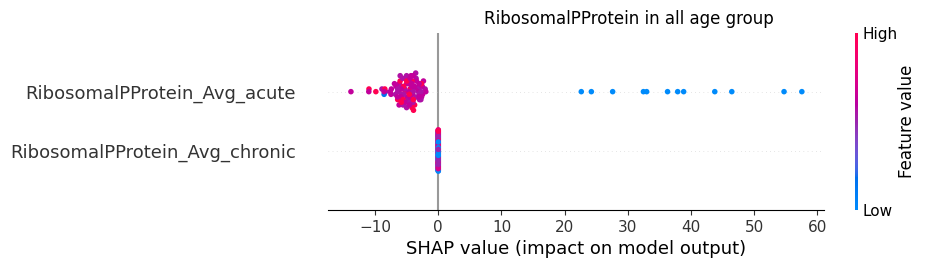 RibosomalPProtein in all age group
High
RibosomalPProtein_Avg_acute
RibosomalPProtein_Avg_chronic
Feature value
Low
−10 0 10 20 30 40 50 60
SHAP value (impact on model output)